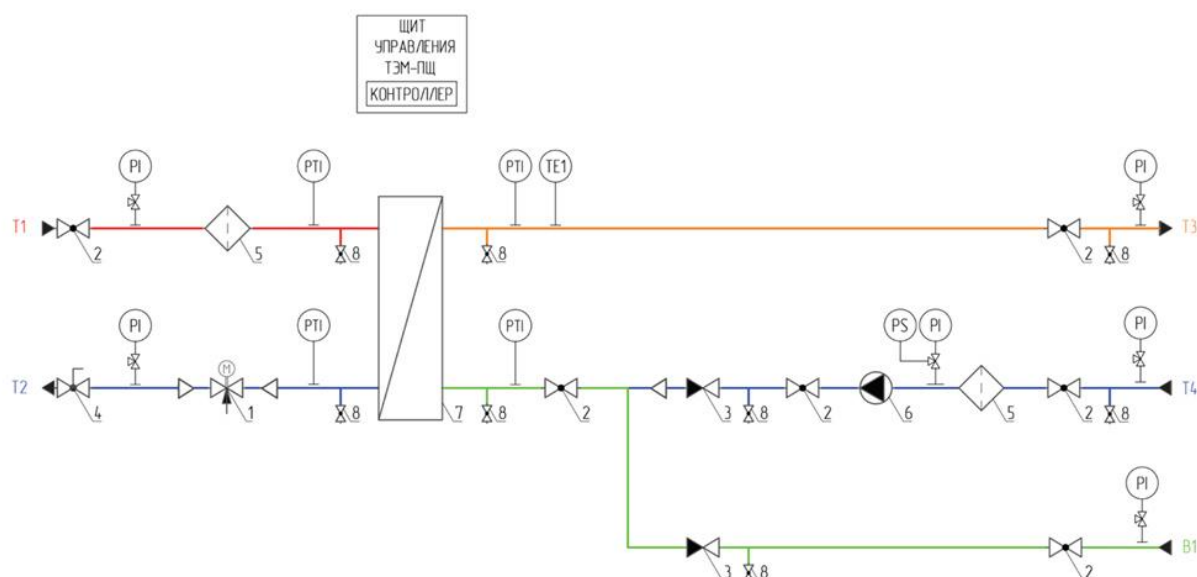 ЩИТ
УПРАВЛЕНИЯ
ТЭМ-ПЩ
КОНТРОЛЛЕР
PI PTI PTI TE1 PI
T1 T3
2 5 8 8 2 8
PI PTI PTI PS PI PI
M
T2 T4
4 1 8 7 8 2 3 8 2 6 5 2 8
PI
B1
3 8 2